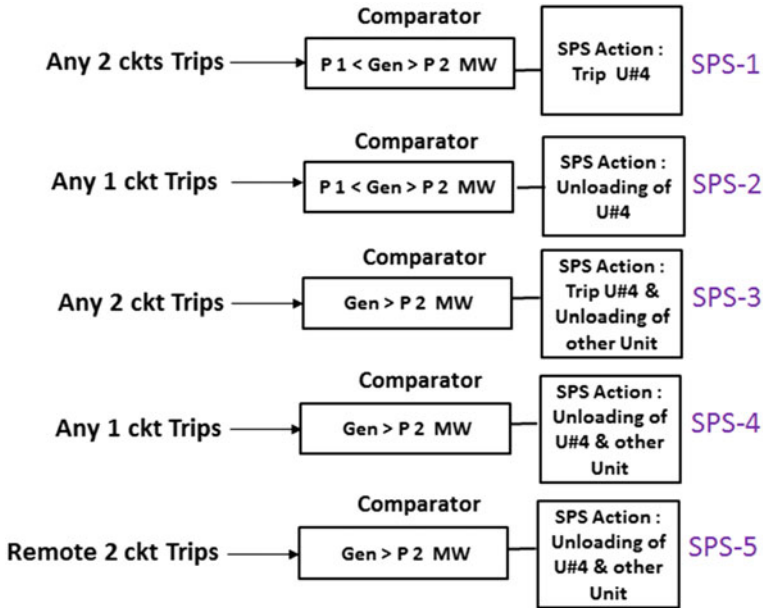 Comparator
Any 2 ckts Trips
P 1 < Gen > P 2 MW
SPS Action :
Trip U#4
SPS-1
Comparator
Any 1 ckt Trips
P 1 < Gen > P 2 MW
SPS Action :
Unloading of
U#4
SPS-2
Comparator
Any 2 ckt Trips
Gen > P 2 MW
SPS Action :
Trip U#4 &
Unloading of
other Unit
SPS-3
Comparator
Any 1 ckt Trips
Gen > P 2 MW
SPS Action :
Unloading of
U#4 & other
Unit
SPS-4
Comparator
Remote 2 ckt Trips
Gen > P 2 MW
SPS Action :
Unloading of
U#4 & other
Unit
SPS-5